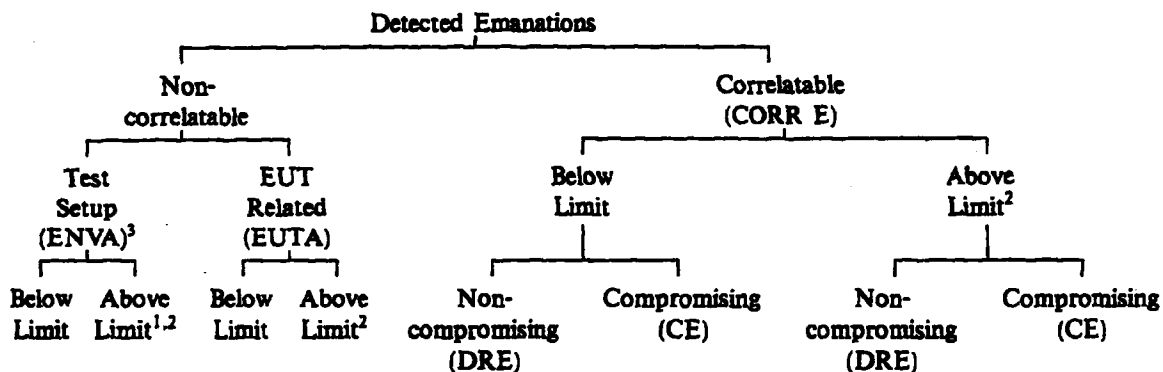 Detected Emanations
Non-
correlatable
Correlatable
(CORR E)
Test
Setup
(ENVA)³
EUT
Related
(EUTA)
Below
Limit
Above
Limit²
Below
Limit
Above
Limit¹,²
Below
Limit
Above
Limit²
Non-
compromising
(DRE)
Compromising
(CE)
Non-
compromising
(DRE)
Compromising
(CE)